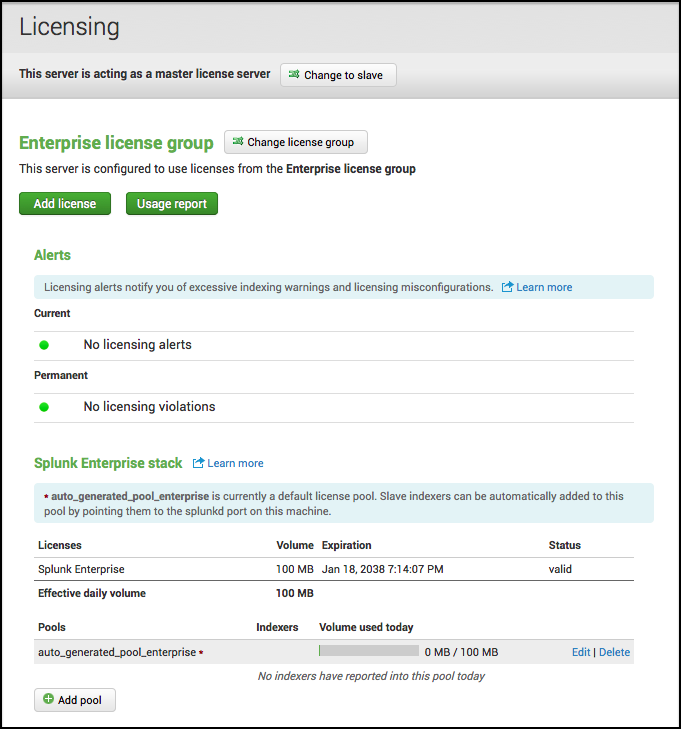 Licensing
This server is acting as a master license server Change to slave
Enterprise license group Change license group
This server is configured to use licenses from the Enterprise license group
Add license Usage report
Alerts
Licensing alerts notify you of excessive indexing warnings and licensing misconfigurations. Learn more
Current
No licensing alerts
Permanent
No licensing violations
Splunk Enterprise stack Learn more
* auto_generated_pool_enterprise is currently a default license pool. Slave indexers can be automatically added to this
pool by pointing them to the splunkd port on this machine.
Licenses Volume Expiration Status
Splunk Enterprise 100 MB Jan 18, 2038 7:14:07 PM valid
Effective daily volume 100 MB
Pools Indexers Volume used today
auto_generated_pool_enterprise * 0 MB / 100 MB Edit | Delete
No indexers have reported into this pool today
Add pool